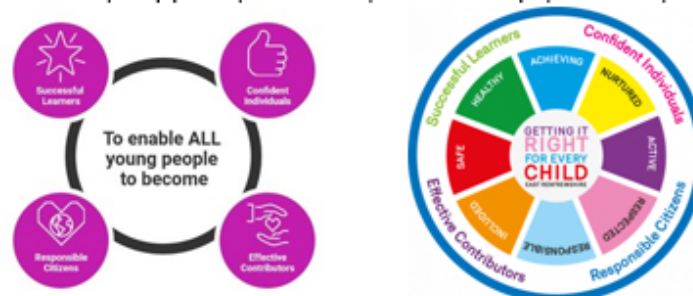 Successful
Learners
Confident
Individuals
To enable ALL
young people
to become
Responsible
Citizens
Effective
Contributors
Successful Learners
Confident Individuals
ACHIEVING
NURTURED
ACTIVE
RESPECTED
RESPONSIBLE
INCLUDED
SAFE
HEALTHY
GETTING IT
RIGHT
FOR EVERY
CHILD
EAST RENFREWSHIRE
Effective Contributors
Responsible Citizens